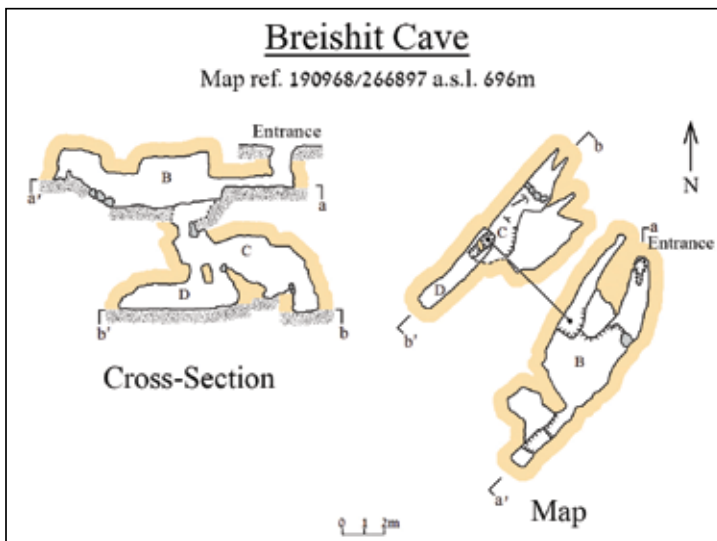 Breishit Cave
Map ref. 190968/266897 a.s.l. 696m
Entrance
B
a'
a
C
D
b'
b
Cross-Section
N
b
C
D
b'
a
Entrance
B
a'
Map
0 1 2m